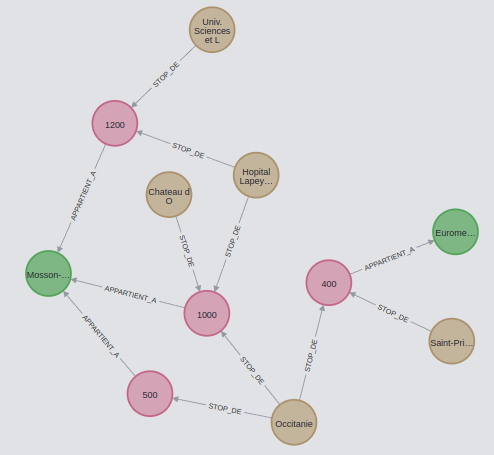 Univ.
Sciences
et L
STOP_DE
1200
STOP_DE
Hopital
Lapey…
APPARTIENT_A
Chateau d
O
STOP_DE
STOP_DE
Eurome…
APPARTIENT_A
Mosson-…
APPARTIENT_A
1000
400
STOP_DE
APPARTIENT_A
STOP_DE
STOP_DE
Saint-Pri…
500
STOP_DE
Occitanie